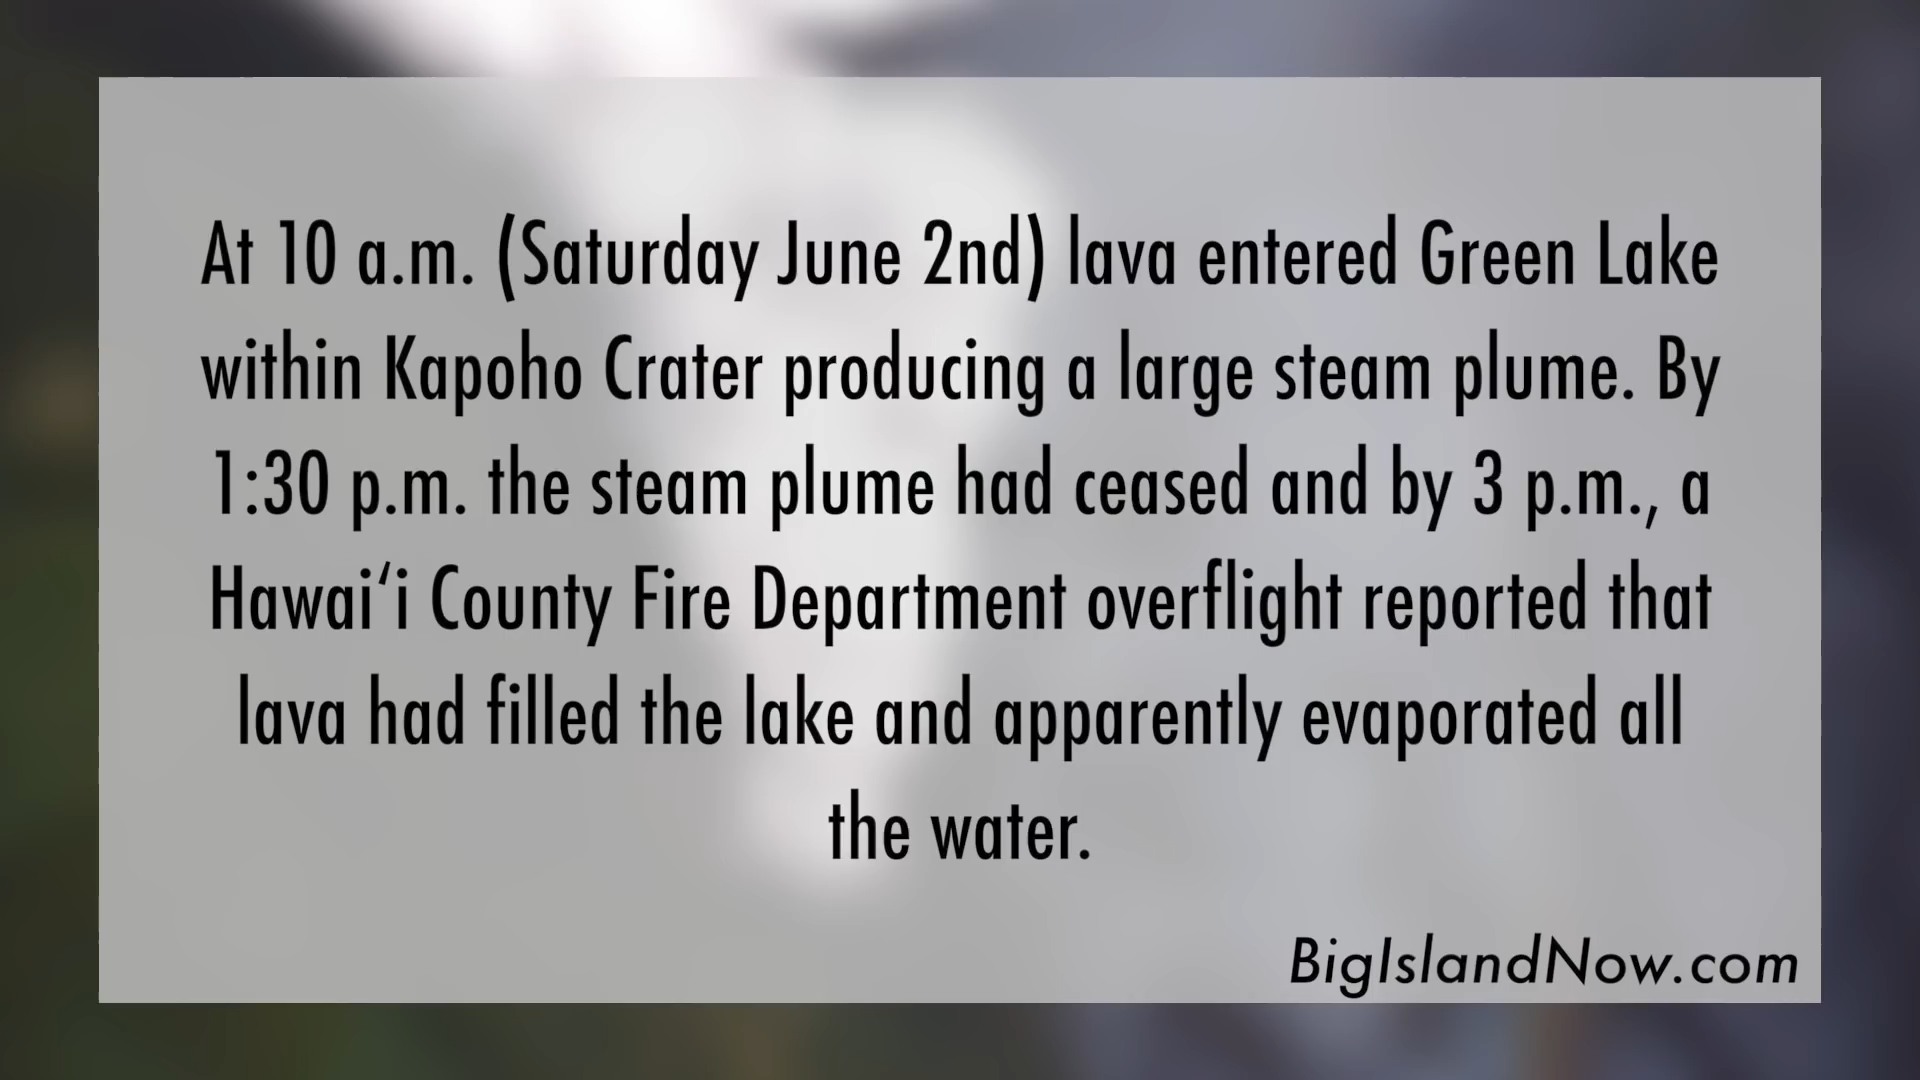 At 10 a.m. (Saturday June 2nd) lava entered Green Lake
within Kapoho Crater producing a large steam plume. By
1:30 p.m. the steam plume had ceased and by 3 p.m., a
Hawaiʻi County Fire Department overflight reported that
lava had filled the lake and apparently evaporated all
the water.
BigIslandNow.com